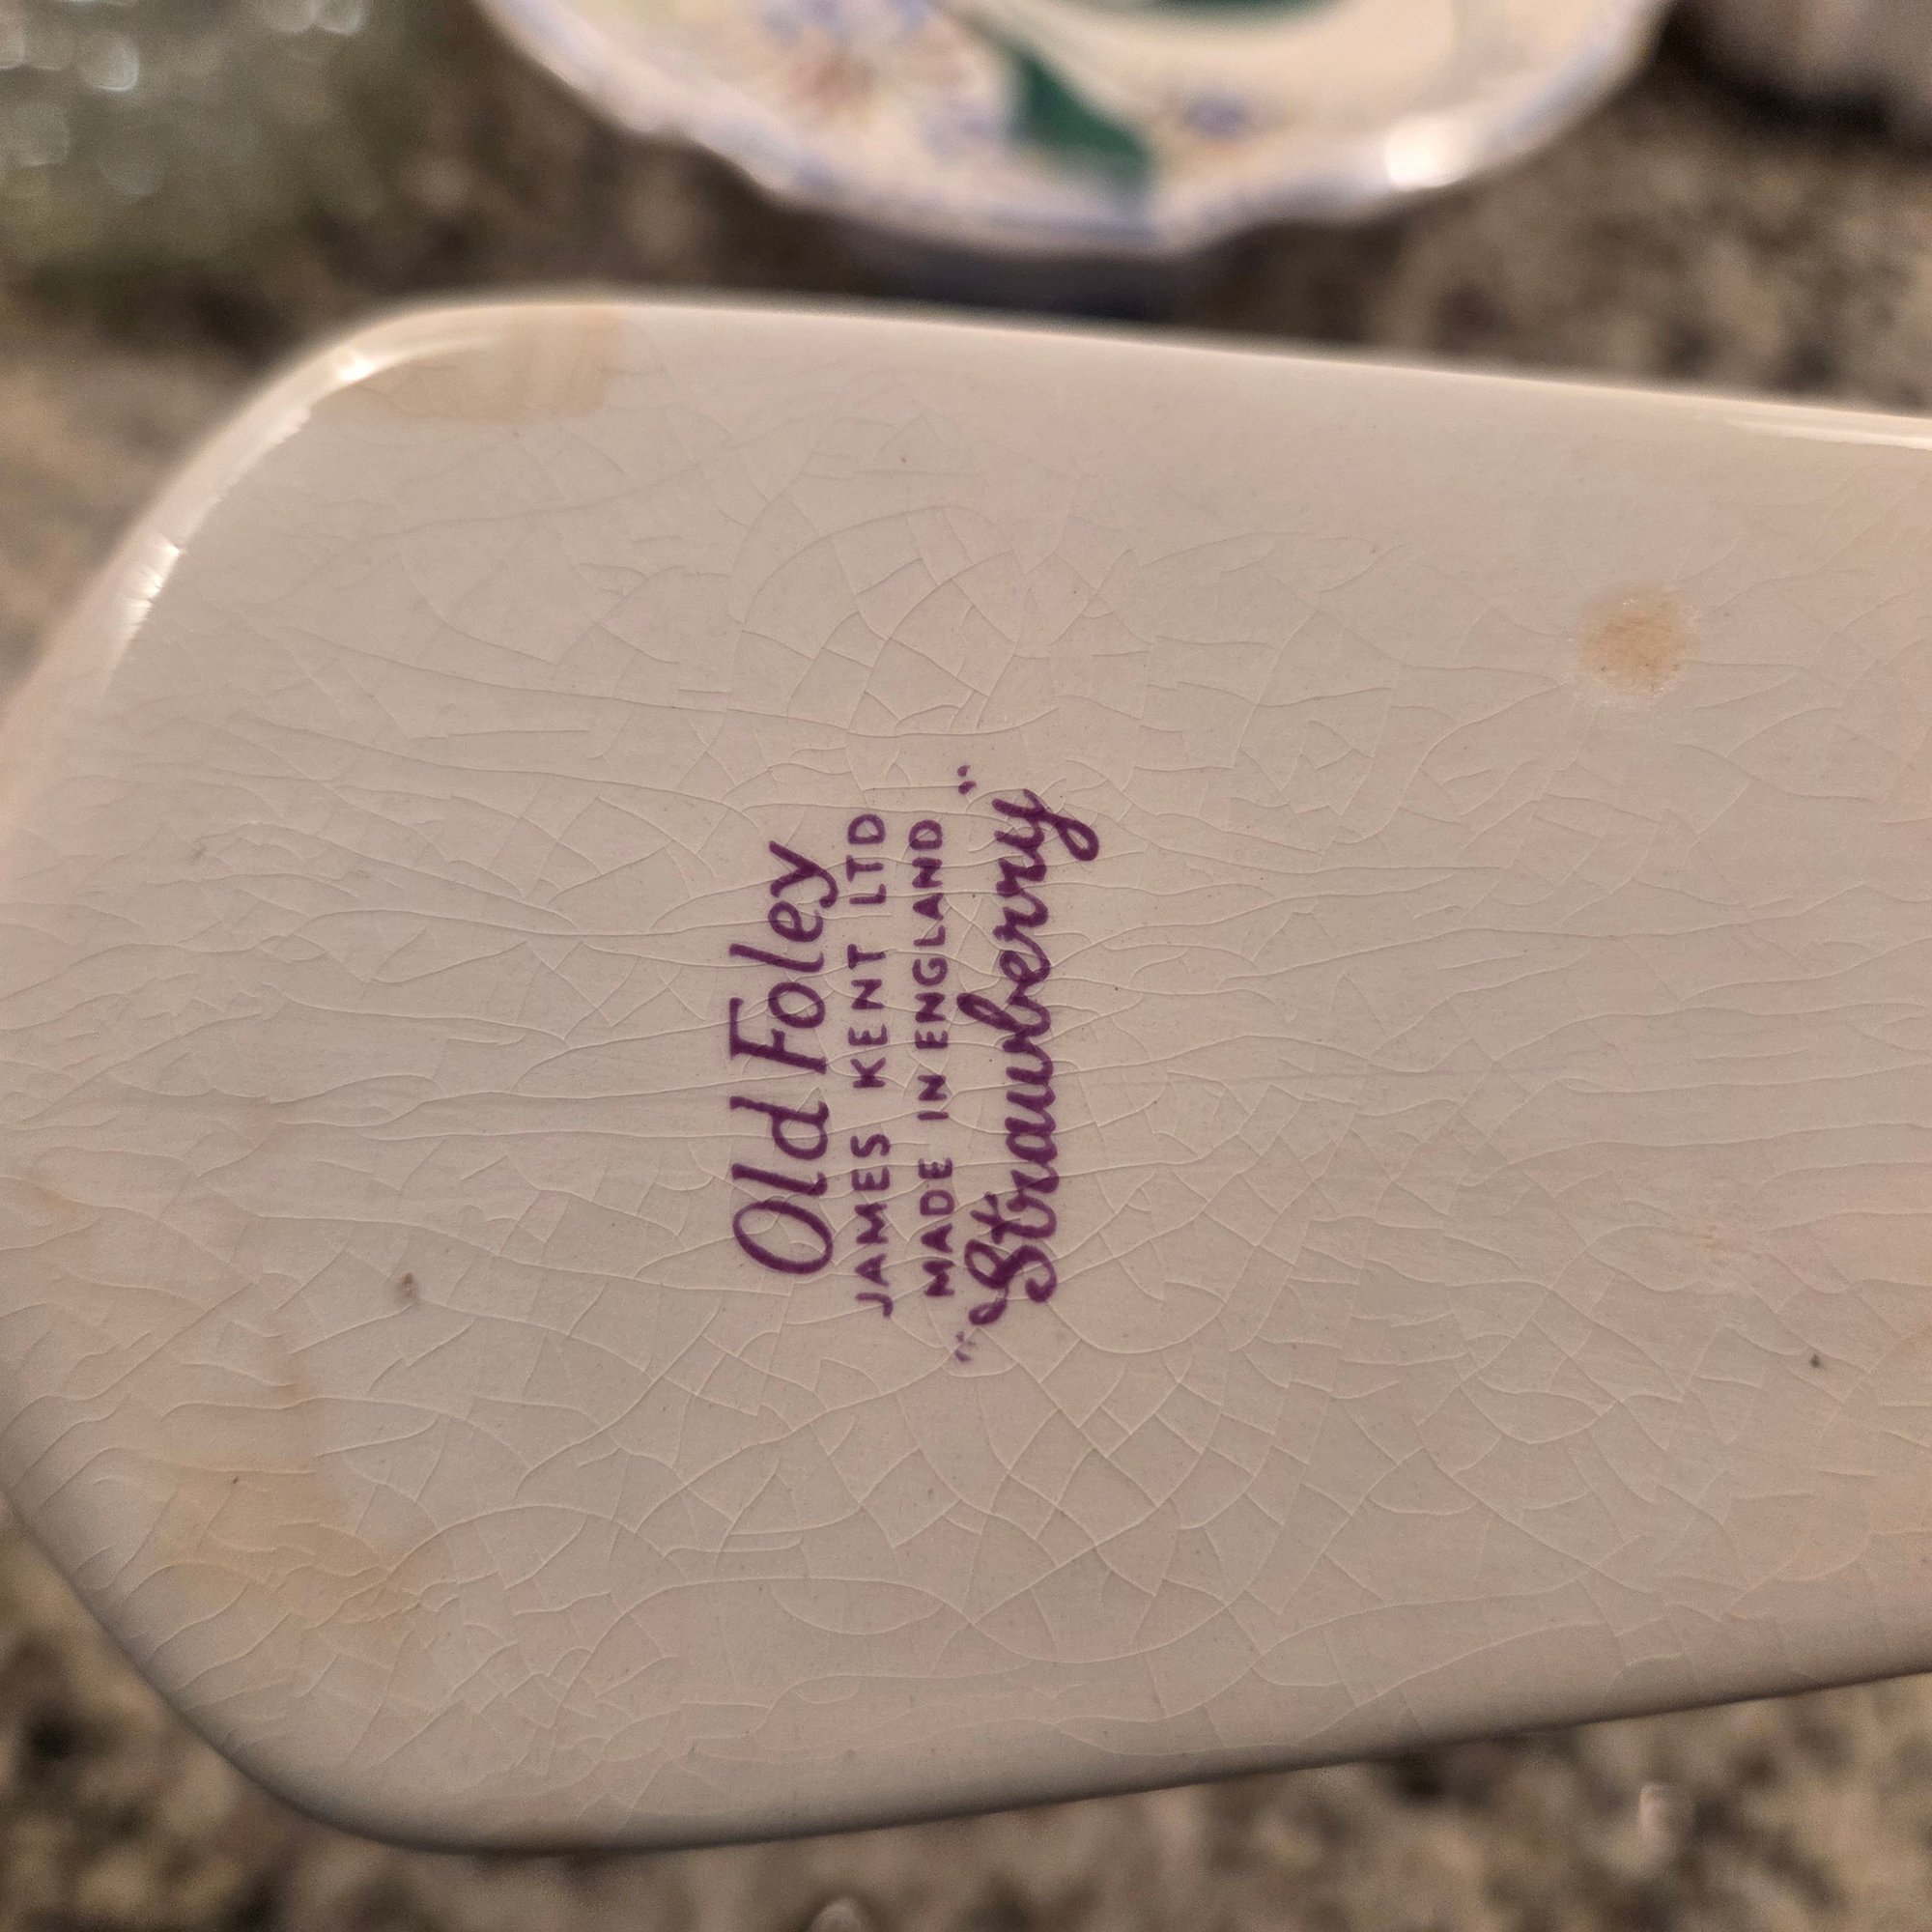 Old Foley
JAMES KENT LTD
MADE IN ENGLAND
"Strawberry"